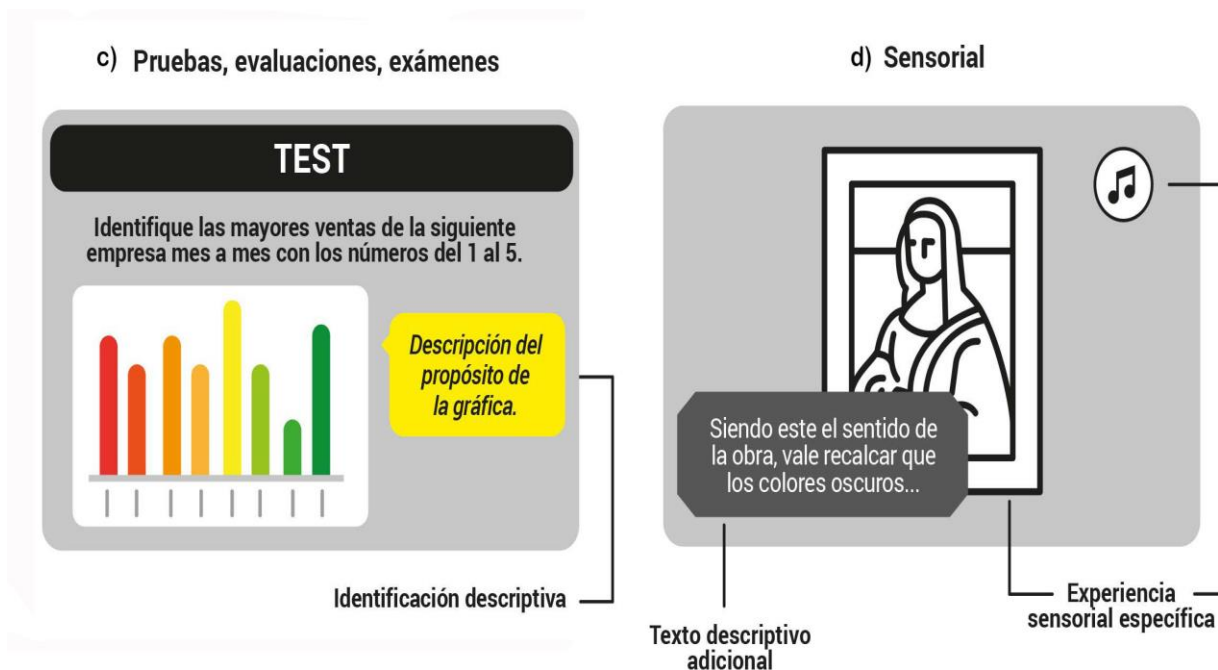 c) Pruebas, evaluaciones, exámenes
TEST
Identifique las mayores ventas de la siguiente
empresa mes a mes con los números del 1 al 5.
Descripción del
propósito de
la gráfica.
Identificación descriptiva
d) Sensorial
Siendo este el sentido de
la obra, vale recalcar que
los colores oscuros...
Texto descriptivo
adicional
Experiencia
sensorial específica